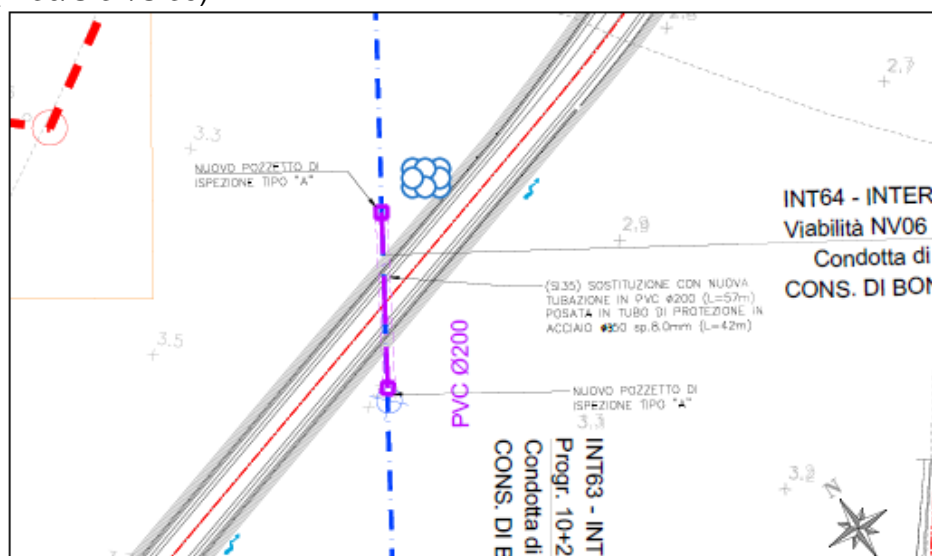 2.8
2,7
3.3
NUOVO POZZETTO DI
ISPEZIONE TIPO "A"
2,9
INT64 - INTER
Viabilità NV06
Condotta di
CONS. DI BON
(SI35) SOSTITUZIONE CON NUOVA
TUBAZIONE IN PVC Ø200 (L=57m)
POSATA IN TUBO DI PROTEZIONE IN
ACCIAIO Ø350 sp.8.0mm (L=42m)
3.5
PVC Ø200
NUOVO POZZETTO DI
ISPEZIONE TIPO "A"
3.3
INT63 - INT
Progr. 10+2
Condotta di
CONS. DI B
3.2
N